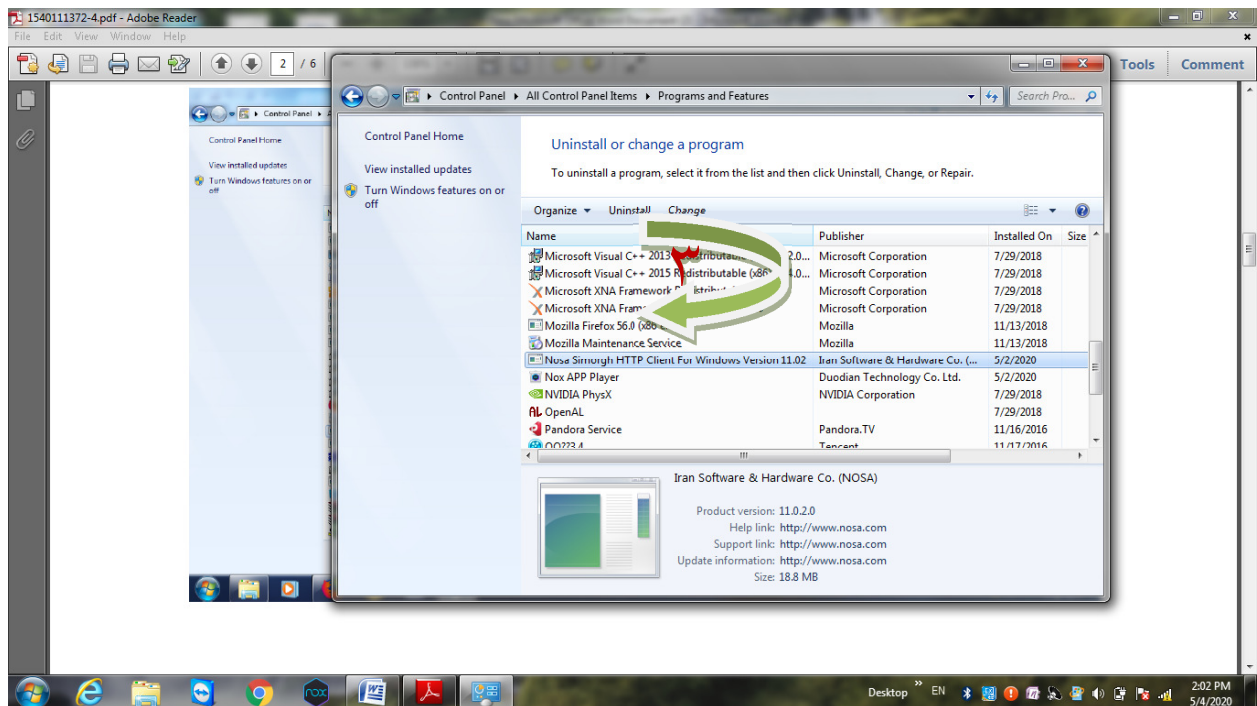 1540111372-4.pdf - Adobe Reader
File Edit View Window Help
2 / 6
Tools Comment
Control Panel
Control Panel Home
View installed updates
Turn Windows features on or
off
Control Panel All Control Panel Items Programs and Features
Search Pro...
Control Panel Home
View installed updates
Turn Windows features on or
off
Uninstall or change a program
To uninstall a program, select it from the list and then click Uninstall, Change, or Repair.
Organize Uninstall Change
Name Publisher Installed On Size
Microsoft Visual C++ 2013 Microsoft Corporation 7/29/2018
Microsoft Visual C++ 2015 Redistributable (x86) Microsoft Corporation 7/29/2018
Microsoft XNA Framework Microsoft Corporation 7/29/2018
Microsoft XNA Microsoft Corporation 7/29/2018
Mozilla Firefox 56.0 (x86 Mozilla 11/13/2018
Mozilla Maintenance Service Mozilla 11/13/2018
Nosa Simorgh HTTP Client For Windows Version 11.02 Iran Software & Hardware Co. (... 5/2/2020
Nox APP Player Duodian Technology Co. Ltd. 5/2/2020
NVIDIA PhysX NVIDIA Corporation 7/29/2018
OpenAL 7/29/2018
Pandora Service Pandora.TV 11/16/2016
Tencent 11/17/2016
۳
Iran Software & Hardware Co. (NOSA)
Product version: 11.0.2.0
Help link: http://www.nosa.com
Support link: http://www.nosa.com
Update information: http://www.nosa.com
Size: 18.8 MB
Desktop EN 2:02 PM
5/4/2020